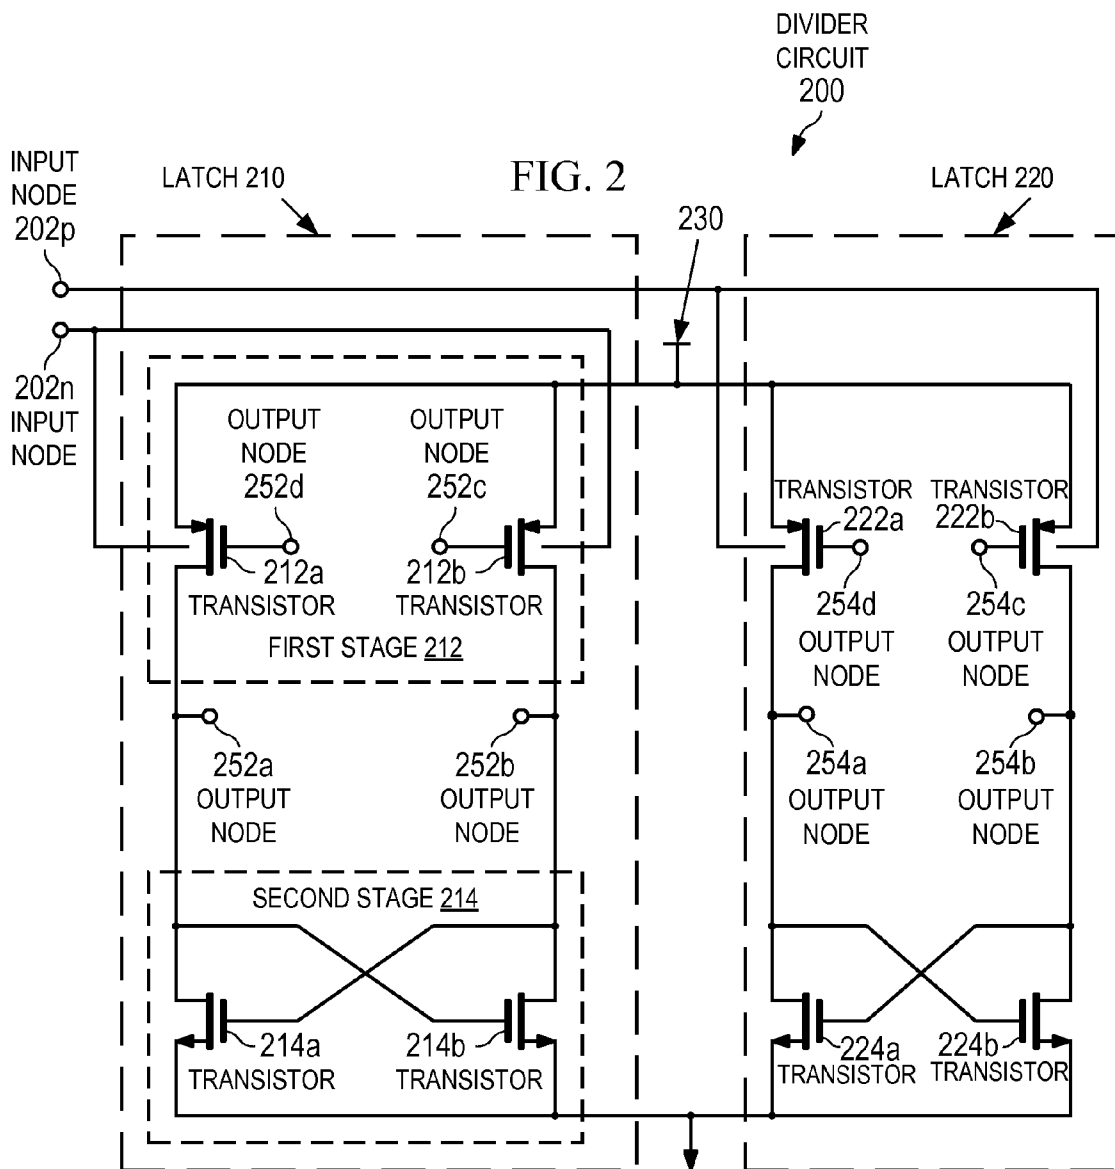 DIVIDER
CIRCUIT
200
INPUT
NODE
202p
LATCH 210
FIG. 2
LATCH 220
230
202n
INPUT
NODE
OUTPUT
NODE
252d
OUTPUT
NODE
252c
TRANSISTOR
222a
TRANSISTOR
222b
212a
TRANSISTOR
212b
TRANSISTOR
254d
OUTPUT
NODE
254c
OUTPUT
NODE
FIRST STAGE 212
252a
OUTPUT
NODE
252b
OUTPUT
NODE
254a
OUTPUT
NODE
254b
OUTPUT
NODE
SECOND STAGE 214
214a
TRANSISTOR
214b
TRANSISTOR
224a
TRANSISTOR
224b
TRANSISTOR